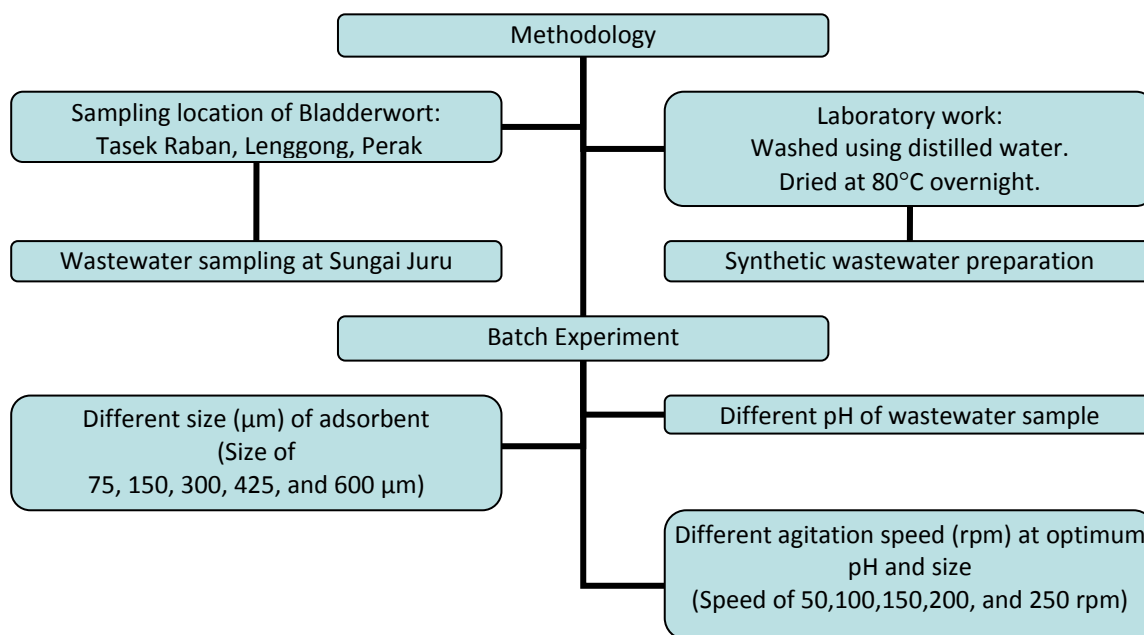 Methodology
Sampling location of Bladderwort:
Tasek Raban, Lenggong, Perak
Laboratory work:
Washed using distilled water.
Dried at 80°C overnight.
Wastewater sampling at Sungai Juru
Synthetic wastewater preparation
Batch Experiment
Different size (µm) of adsorbent
(Size of
75, 150, 300, 425, and 600 µm)
Different pH of wastewater sample
Different agitation speed (rpm) at optimum
pH and size
(Speed of 50,100,150,200, and 250 rpm)